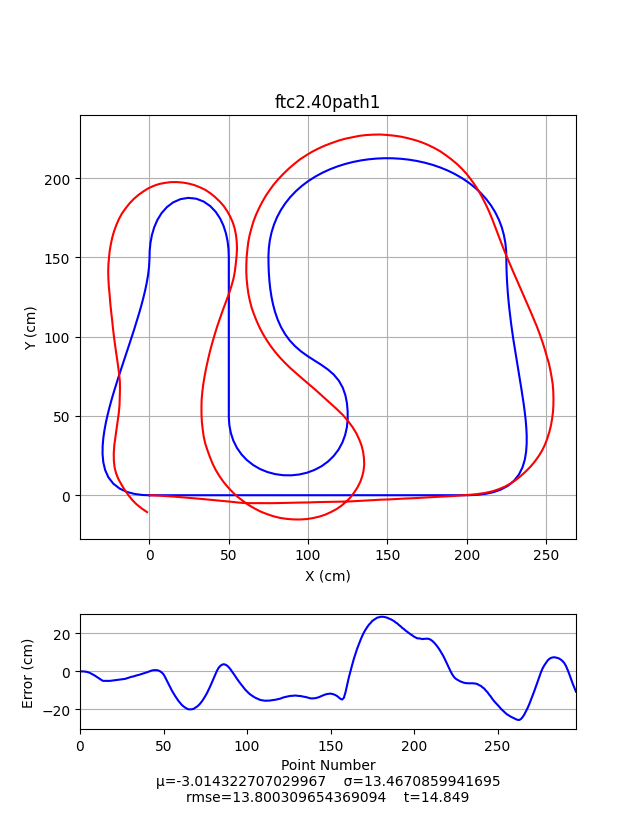 ftc2.40path1
200
150
100
50
0
Y (cm)
0 50 100 150 200 250
X (cm)
20
0
−20
Error (cm)
0 50 100 150 200 250
Point Number
μ=-3.014322707029967 σ=13.4670859941695
rmse=13.800309654369094 t=14.849